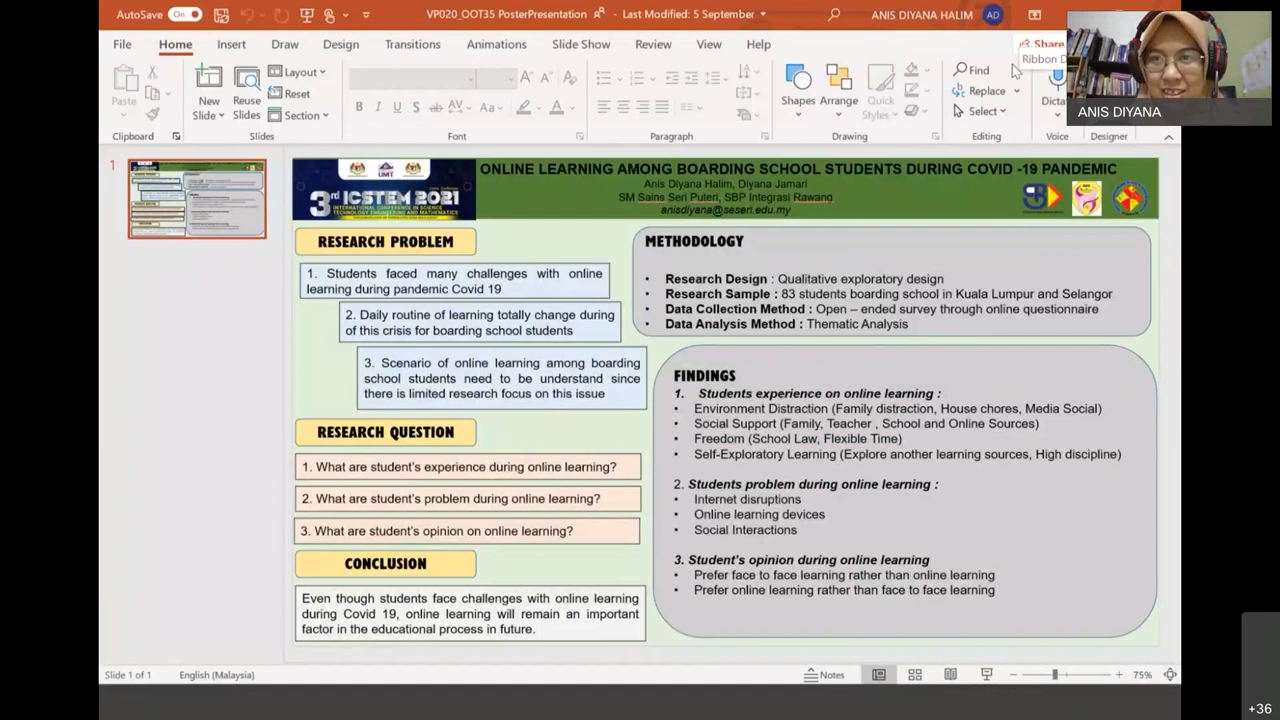 AutoSave On VP020_OOT35 PosterPresentation - Last Modified: 5 September ANIS DIYANA HALIM AD
File Home Insert Draw Design Transitions Animations Slide Show Review View Help Share
Ribbon D
Paste New Slide Reuse Slides Layout Reset Section
B I U S ab AV Aa A A A A
Shapes Arrange Quick Styles Find Replace Select Dicta
Clipboard Slides Font Paragraph Drawing Editing Voice Designer
ANIS DIYANA
1
UMT
3rd ICSTEM 2021
INTERNATIONAL CONFERENCE IN SCIENCE
TECHNOLOGY ENGINEERING AND MATHEMATICS
ONLINE LEARNING AMONG BOARDING SCHOOL STUDENTS DURING COVID -19 PANDEMIC
Anis Diyana Halim, Diyana Jamari
SM Sains Seri Puteri, SBP Integrasi Rawang
anisdiyana@seseri.edu.my
RESEARCH PROBLEM
1. Students faced many challenges with online
learning during pandemic Covid 19
2. Daily routine of learning totally change during
of this crisis for boarding school students
3. Scenario of online learning among boarding
school students need to be understand since
there is limited research focus on this issue
RESEARCH QUESTION
1. What are student's experience during online learning?
2. What are student's problem during online learning?
3. What are student's opinion on online learning?
CONCLUSION
Even though students face challenges with online learning
during Covid 19, online learning will remain an important
factor in the educational process in future.
METHODOLOGY
• Research Design : Qualitative exploratory design
• Research Sample : 83 students boarding school in Kuala Lumpur and Selangor
• Data Collection Method : Open – ended survey through online questionnaire
• Data Analysis Method : Thematic Analysis
FINDINGS
1. Students experience on online learning :
• Environment Distraction (Family distraction, House chores, Media Social)
• Social Support (Family, Teacher , School and Online Sources)
• Freedom (School Law, Flexible Time)
• Self-Exploratory Learning (Explore another learning sources, High discipline)
2. Students problem during online learning :
• Internet disruptions
• Online learning devices
• Social Interactions
3. Student's opinion during online learning
• Prefer face to face learning rather than online learning
• Prefer online learning rather than face to face learning
Slide 1 of 1 English (Malaysia) Notes 75%
+36